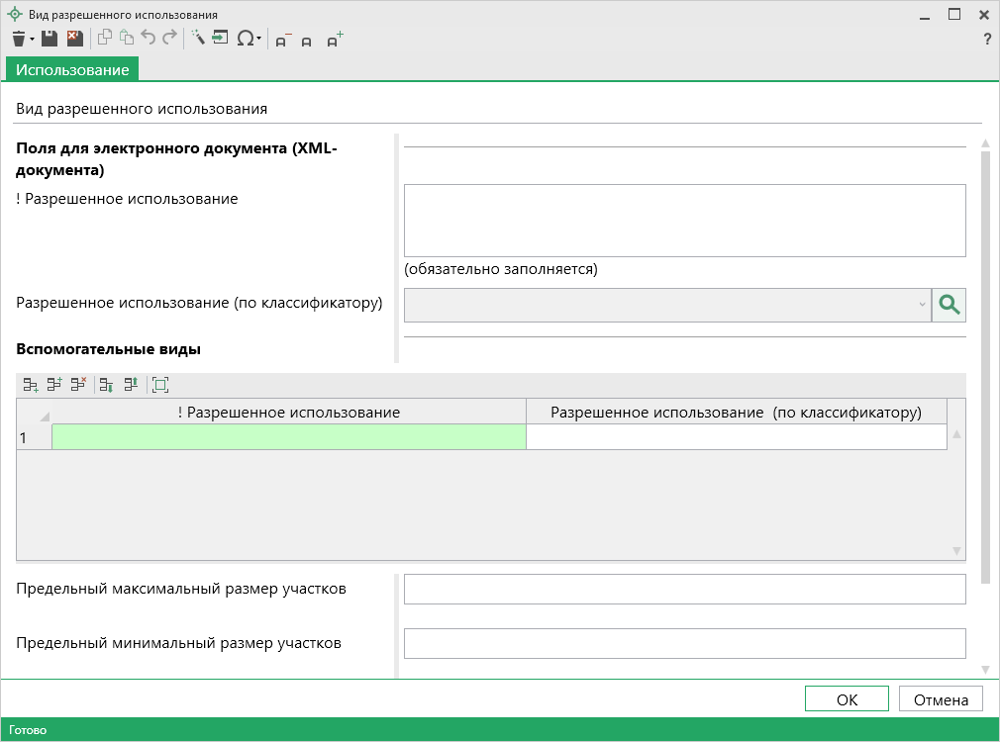 Вид разрешенного использования
?
Использование
Вид разрешенного использования
Поля для электронного документа (XML-
документа)
! Разрешенное использование
(обязательно заполняется)
Разрешенное использование (по классификатору)
Вспомогательные виды
! Разрешенное использование
Разрешенное использование (по классификатору)
1
Предельный максимальный размер участков
Предельный минимальный размер участков
ОК
Отмена
Готово